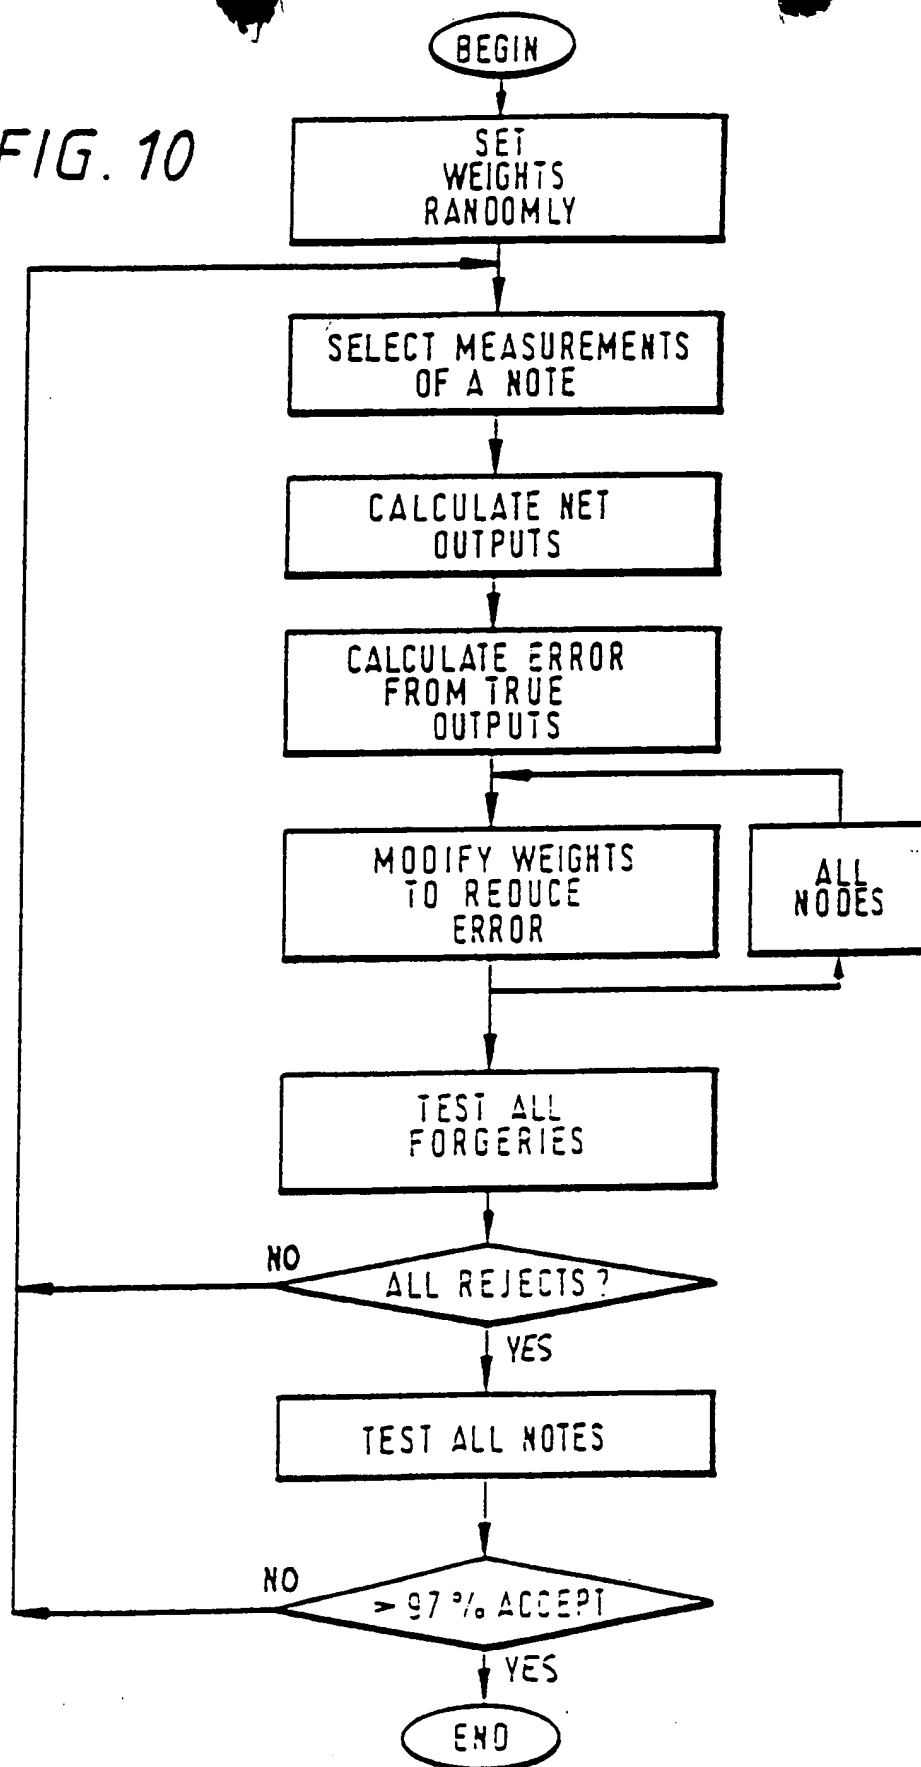 BEGIN
FIG. 10
SET
WEIGHTS
RANDOMLY
SELECT MEASUREMENTS
OF A NOTE
CALCULATE NET
OUTPUTS
CALCULATE ERROR
FROM TRUE
OUTPUTS
MODIFY WEIGHTS
TO REDUCE
ERROR
ALL
NODES
TEST ALL
FORGERIES
NO
ALL REJECTS?
YES
TEST ALL NOTES
NO
> 97 % ACCEPT
YES
END